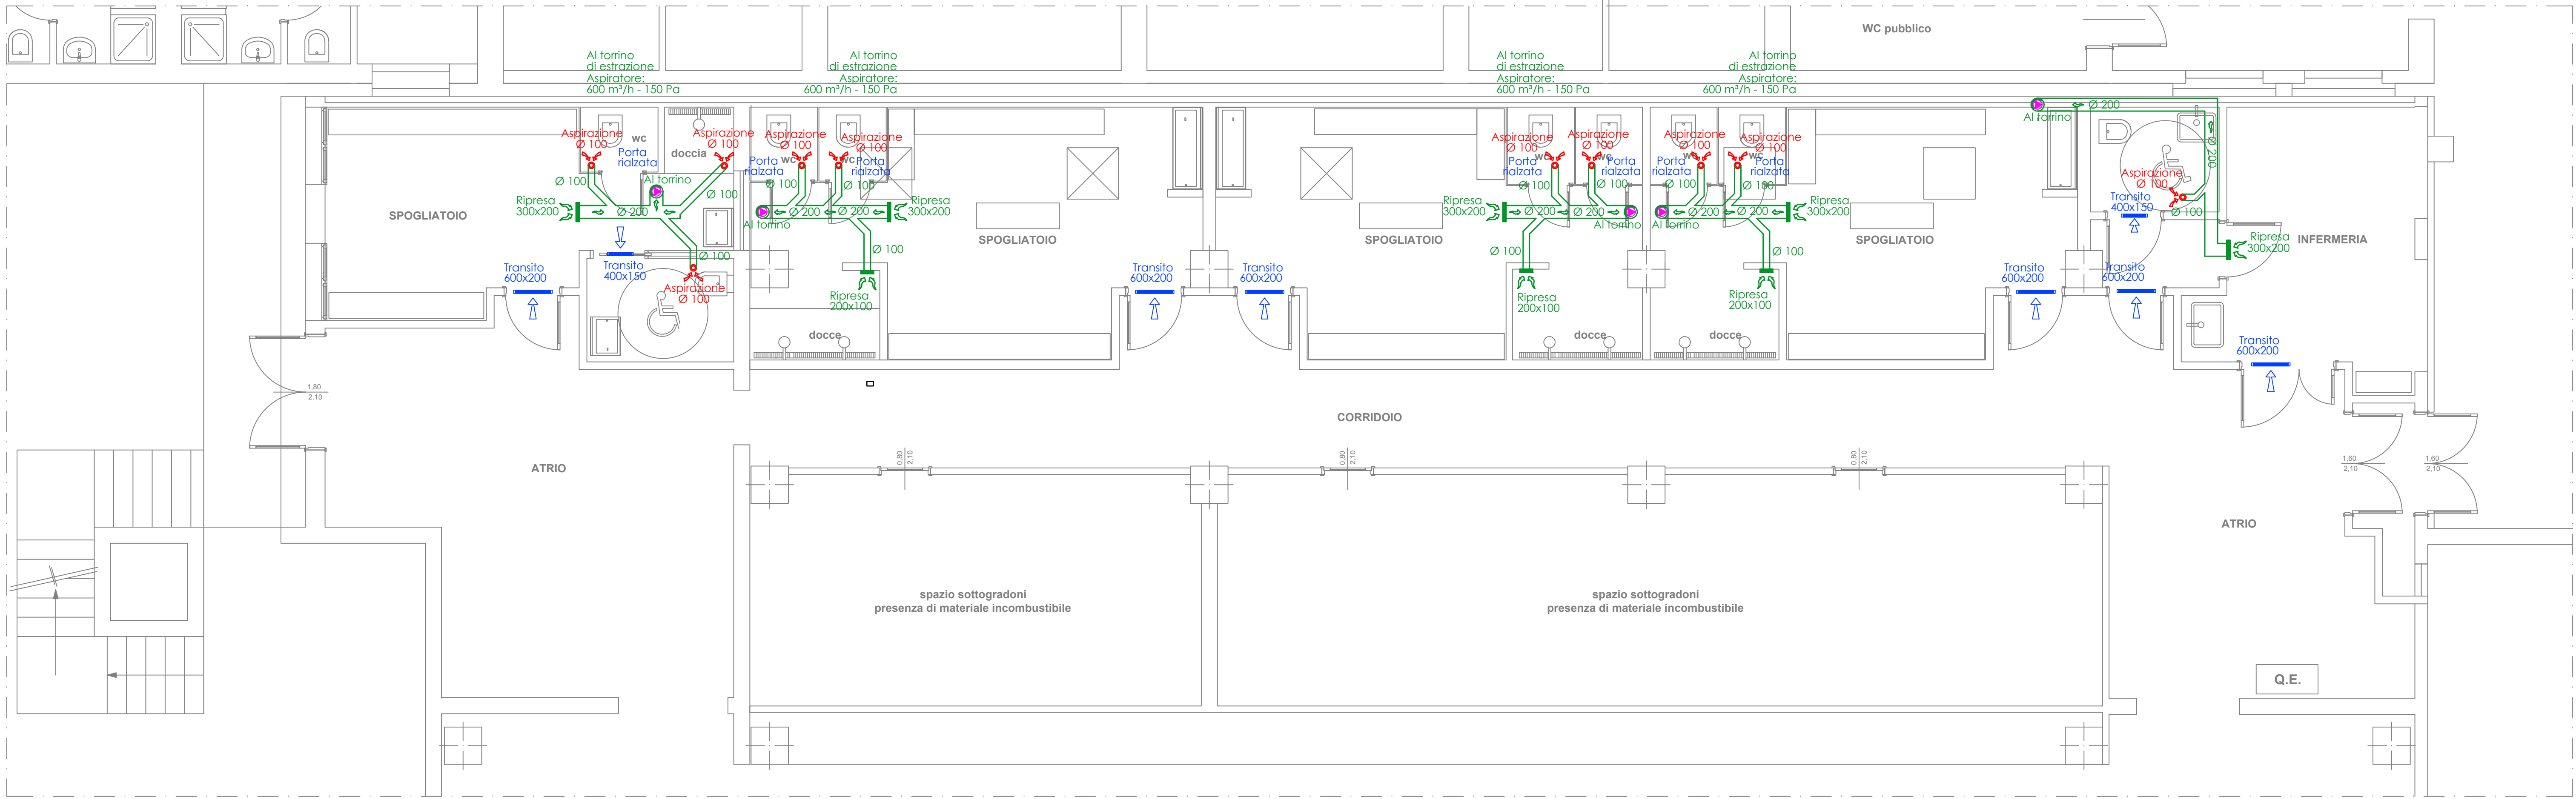 WC pubblico
Al torrino
di estrazione
Aspiratore:
600 m³/h - 150 Pa
Al torrino
di estrazione
Aspiratore:
600 m³/h - 150 Pa
Al torrino
di estrazione
Aspiratore:
600 m³/h - 150 Pa
Al torrino
di estrazione
Aspiratore:
600 m³/h - 150 Pa
Aspirazione
Ø 100
wc
Porta
rialzata
doccia
Aspirazione
Ø 100
Ø 100
Al torrino
Ø 100
Ripresa
300x200
Ø 200
SPOGLIATOIO
Transito
400x150
Ø 100
Aspirazione
Ø 100
Transito
600x200
Aspirazione
Ø 100
wc
Porta
rialzata
Ø 100
Aspirazione
Ø 100
wc
Porta
rialzata
Ø 100
Ø 200
Ø 200
Al torrino
Ripresa
300x200
Ø 100
Ripresa
200x100
docce
SPOGLIATOIO
Transito
600x200
Transito
600x200
SPOGLIATOIO
Aspirazione
Ø 100
wc
Porta
rialzata
Ø 100
Aspirazione
Ø 100
wc
Porta
rialzata
Ø 100
Ripresa
300x200
Ø 200
Ø 200
Al torrino
Ø 100
Ripresa
200x100
docce
Aspirazione
Ø 100
wc
Porta
rialzata
Ø 100
Aspirazione
Ø 100
wc
Porta
rialzata
Ø 100
Ø 200
Ø 200
Al torrino
Ripresa
300x200
Ø 100
Ripresa
200x100
docce
SPOGLIATOIO
Transito
600x200
Al torrino
Ø 200
Ø 200
Aspirazione
Ø 100
Transito
400x150
Ø 100
Ripresa
300x200
INFERMERIA
Transito
600x200
Transito
600x200
1,80
2,10
CORRIDOIO
ATRIO
0,80
2,10
0,80
2,10
0,80
2,10
1,60
2,10
1,60
2,10
ATRIO
spazio sottogradoni
presenza di materiale incombustibile
spazio sottogradoni
presenza di materiale incombustibile
Q.E.